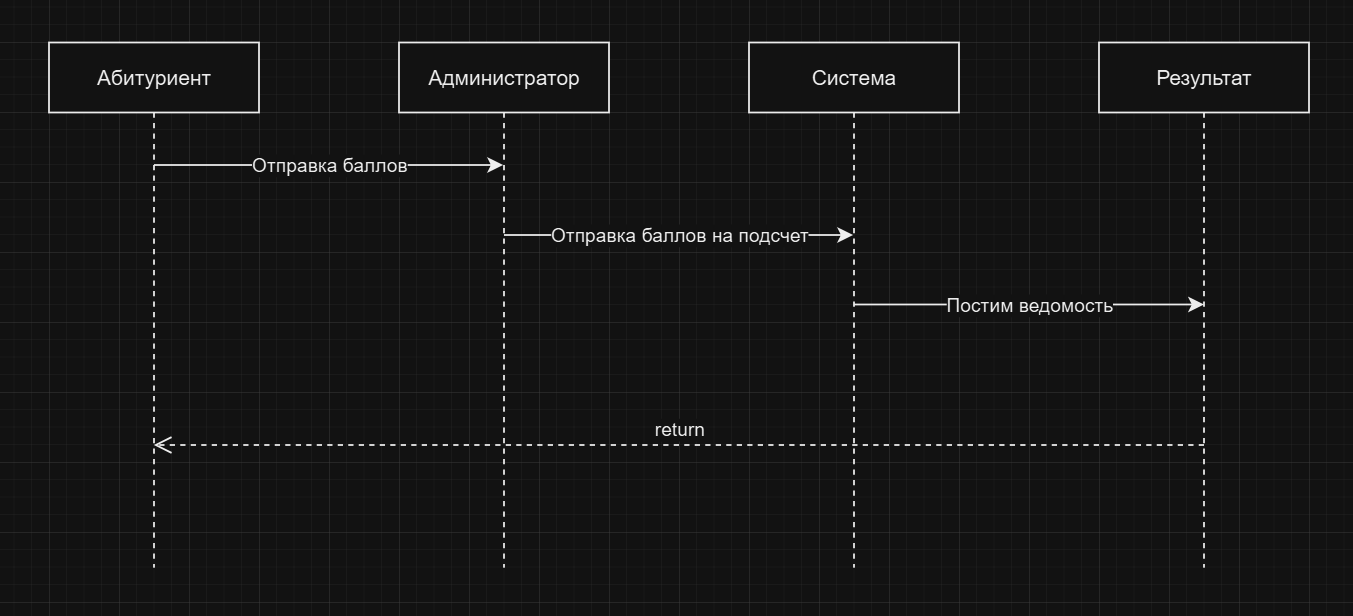 Абитуриент
Администратор
Система
Результат
Отправка баллов
Отправка баллов на подсчет
Постим ведомость
return